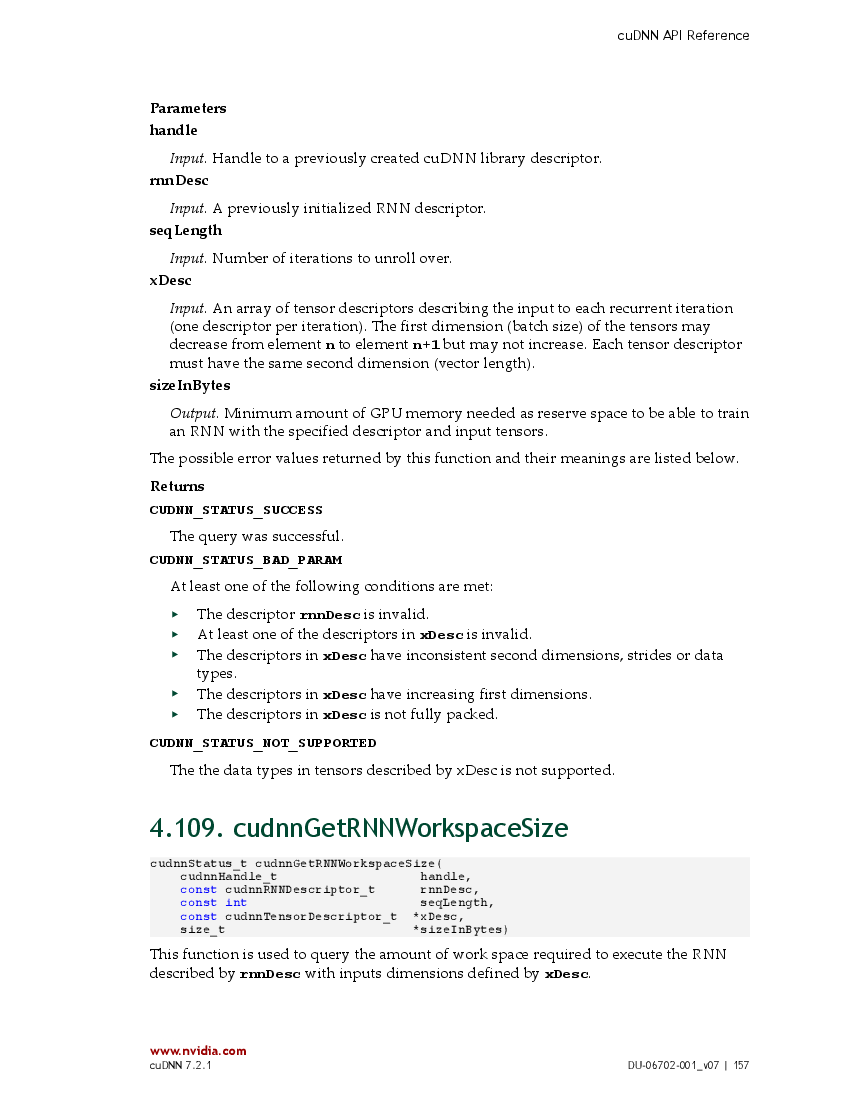 cuDNN API Reference
Parameters
handle
Input. Handle to a previously created cuDNN library descriptor.
rnnDesc
Input. A previously initialized RNN descriptor.
seqLength
Input. Number of iterations to unroll over.
xDesc
Input. An array of tensor descriptors describing the input to each recurrent iteration
(one descriptor per iteration). The first dimension (batch size) of the tensors may
decrease from element n to element n+1 but may not increase. Each tensor descriptor
must have the same second dimension (vector length).
sizeInBytes
Output. Minimum amount of GPU memory needed as reserve space to be able to train
an RNN with the specified descriptor and input tensors.
The possible error values returned by this function and their meanings are listed below.
Returns
CUDNN_STATUS_SUCCESS
The query was successful.
CUDNN_STATUS_BAD_PARAM
At least one of the following conditions are met:
▸ The descriptor rnnDesc is invalid.
▸ At least one of the descriptors in xDesc is invalid.
▸ The descriptors in xDesc have inconsistent second dimensions, strides or data
types.
▸ The descriptors in xDesc have increasing first dimensions.
▸ The descriptors in xDesc is not fully packed.
CUDNN_STATUS_NOT_SUPPORTED
The the data types in tensors described by xDesc is not supported.
4.109. cudnnGetRNNWorkspaceSize
cudnnStatus_t cudnnGetRNNWorkspaceSize(
    cudnnHandle_t                   handle,
    const cudnnRNNDescriptor_t      rnnDesc,
    const int                       seqLength,
    const cudnnTensorDescriptor_t  *xDesc,
    size_t                         *sizeInBytes)
This function is used to query the amount of work space required to execute the RNN
described by rnnDesc with inputs dimensions defined by xDesc.
www.nvidia.com
cuDNN 7.2.1 DU-06702-001_v07 | 157